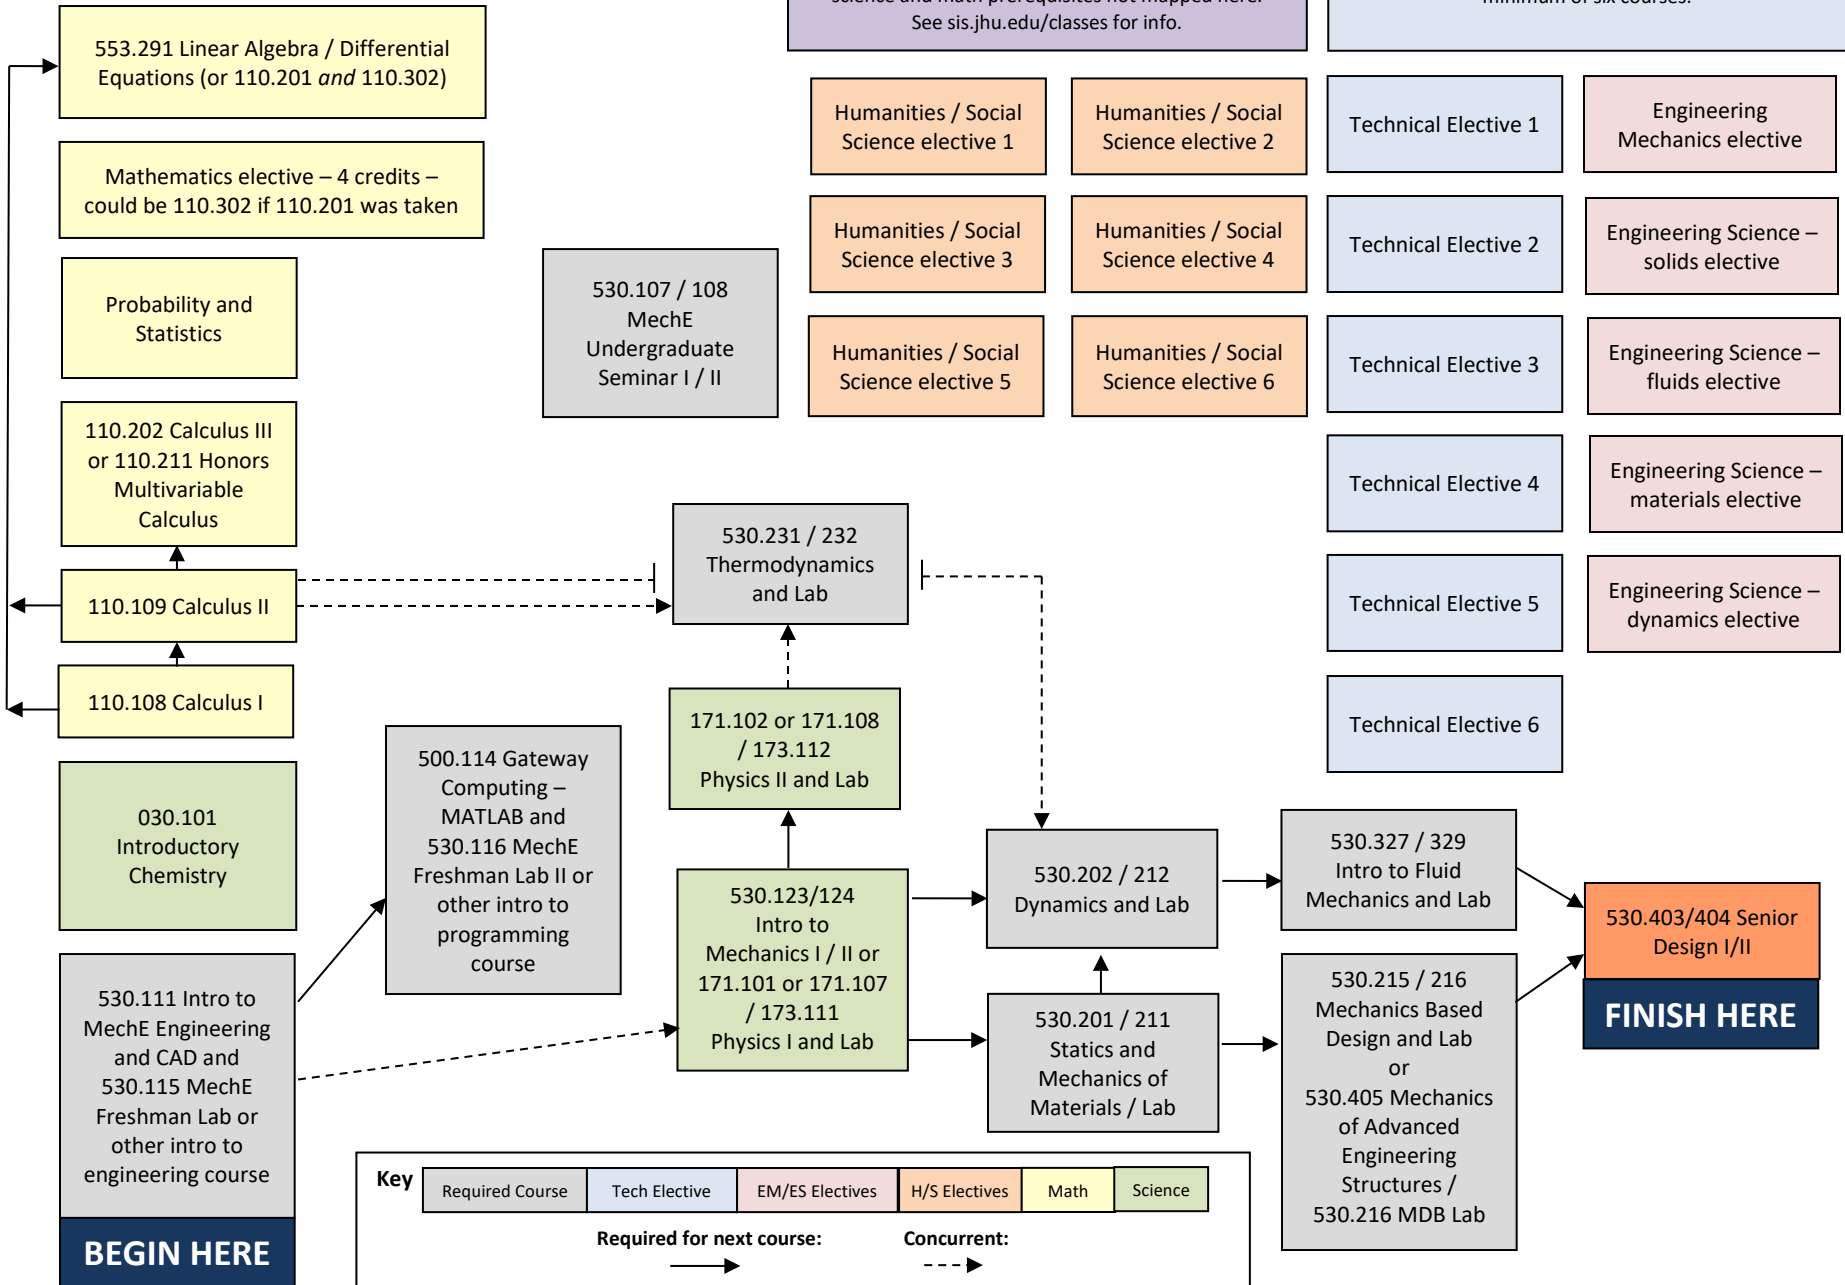 science and math prerequisites not mapped here.
See sis.jhu.edu/classes for info.
minimum of six courses.
553.291 Linear Algebra / Differential
Equations (or 110.201 and 110.302)
Mathematics elective – 4 credits –
could be 110.302 if 110.201 was taken
Probability and
Statistics
110.202 Calculus III
or 110.211 Honors
Multivariable
Calculus
110.109 Calculus II
110.108 Calculus I
030.101
Introductory
Chemistry
530.111 Intro to
MechE Engineering
and CAD and
530.115 MechE
Freshman Lab or
other intro to
engineering course
BEGIN HERE
500.114 Gateway
Computing –
MATLAB and
530.116 MechE
Freshman Lab II or
other intro to
programming
course
530.107 / 108
MechE
Undergraduate
Seminar I / II
530.231 / 232
Thermodynamics
and Lab
171.102 or 171.108
/ 173.112
Physics II and Lab
530.123/124
Intro to
Mechanics I / II or
171.101 or 171.107
/ 173.111
Physics I and Lab
Humanities / Social
Science elective 1
Humanities / Social
Science elective 2
Humanities / Social
Science elective 3
Humanities / Social
Science elective 4
Humanities / Social
Science elective 5
Humanities / Social
Science elective 6
Technical Elective 1
Technical Elective 2
Technical Elective 3
Technical Elective 4
Technical Elective 5
Technical Elective 6
Engineering
Mechanics elective
Engineering Science –
solids elective
Engineering Science –
fluids elective
Engineering Science –
materials elective
Engineering Science –
dynamics elective
530.202 / 212
Dynamics and Lab
530.201 / 211
Statics and
Mechanics of
Materials / Lab
530.327 / 329
Intro to Fluid
Mechanics and Lab
530.215 / 216
Mechanics Based
Design and Lab
or
530.405 Mechanics
of Advanced
Engineering
Structures /
530.216 MDB Lab
530.403/404 Senior
Design I/II
FINISH HERE
Key
Required Course
Tech Elective
EM/ES Electives
H/S Electives
Math
Science
Required for next course:
Concurrent: